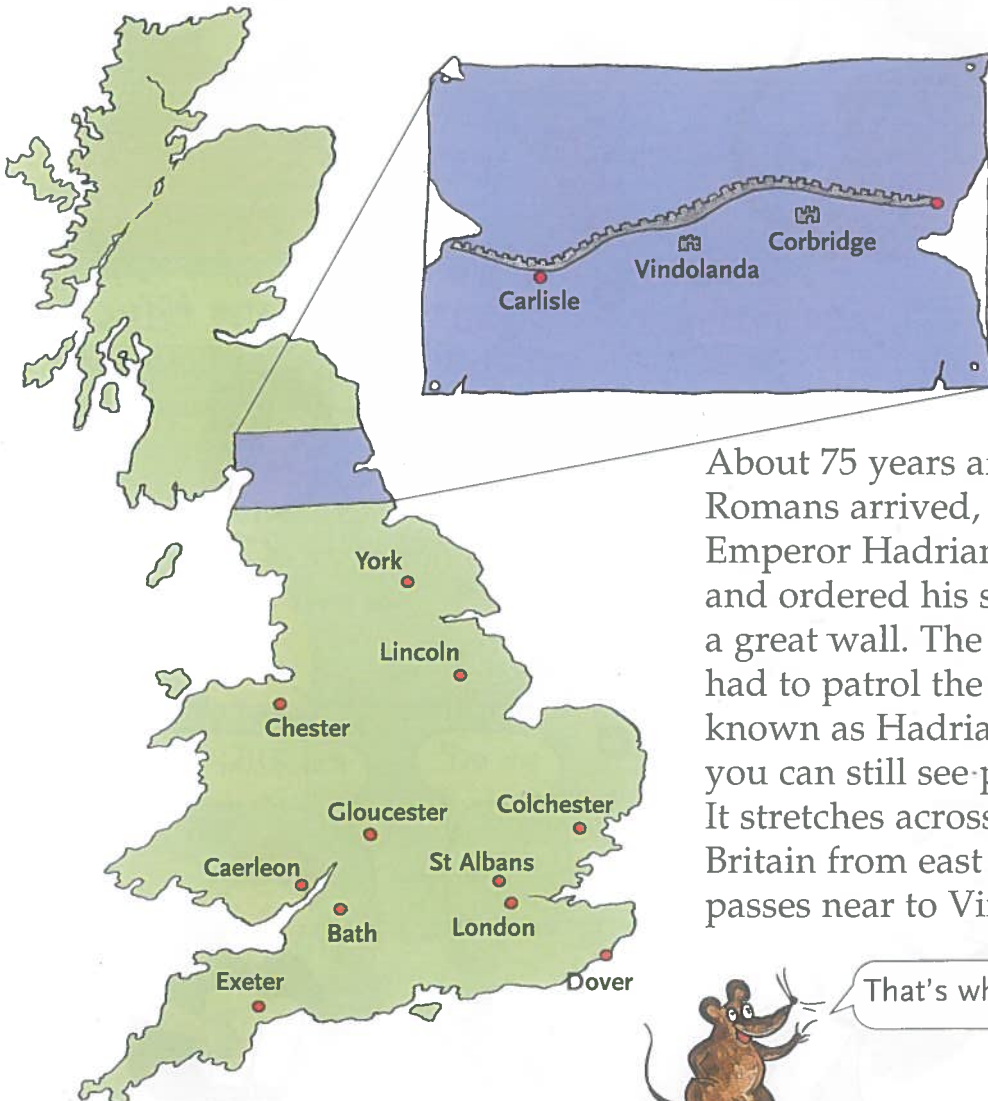 Carlisle
Vindolanda
Corbridge
York
Lincoln
Chester
Gloucester
Colchester
Caerleon
St Albans
Bath
London
Exeter
Dover
About 75 years a
Romans arrived,
Emperor Hadrian
and ordered his s
a great wall. The
had to patrol the
known as Hadria
you can still see p
It stretches across
Britain from east
passes near to Vi
That's wh